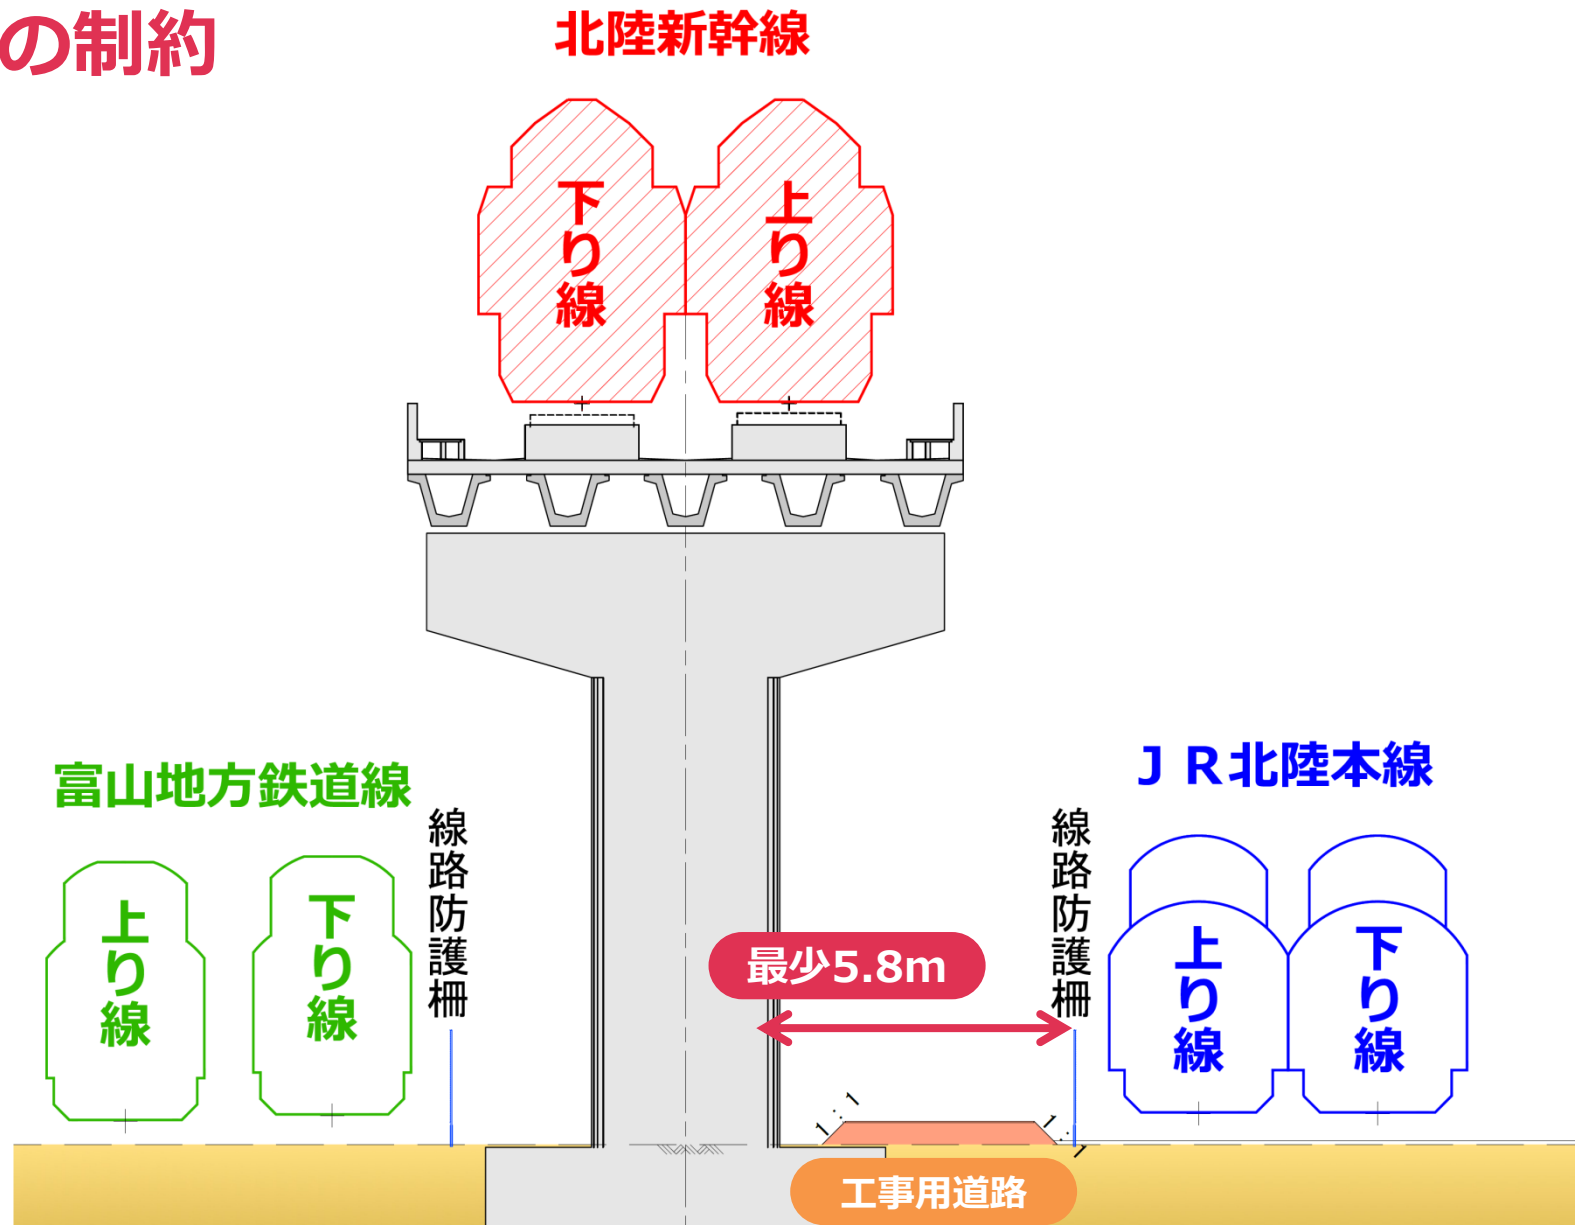 の制約
北陸新幹線
下り線
上り線
富山地方鉄道線
上り線
下り線
線路防護柵
最少5.8m
線路防護柵
ＪＲ北陸本線
上り線
下り線
1:1
1:1
工事用道路